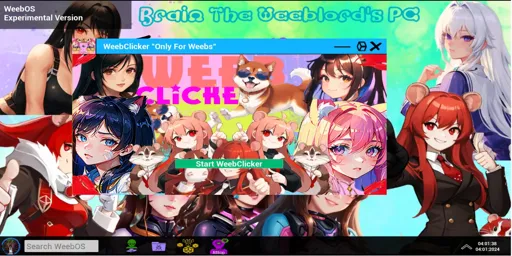 WeebOS
Experimental Version
Brain The Weeblord's PC
WeebClicker "Only For Weebs"
WEEB
CLICKE
Start WeebClicker
Search WeebOS
04:01:38
04:01:2024